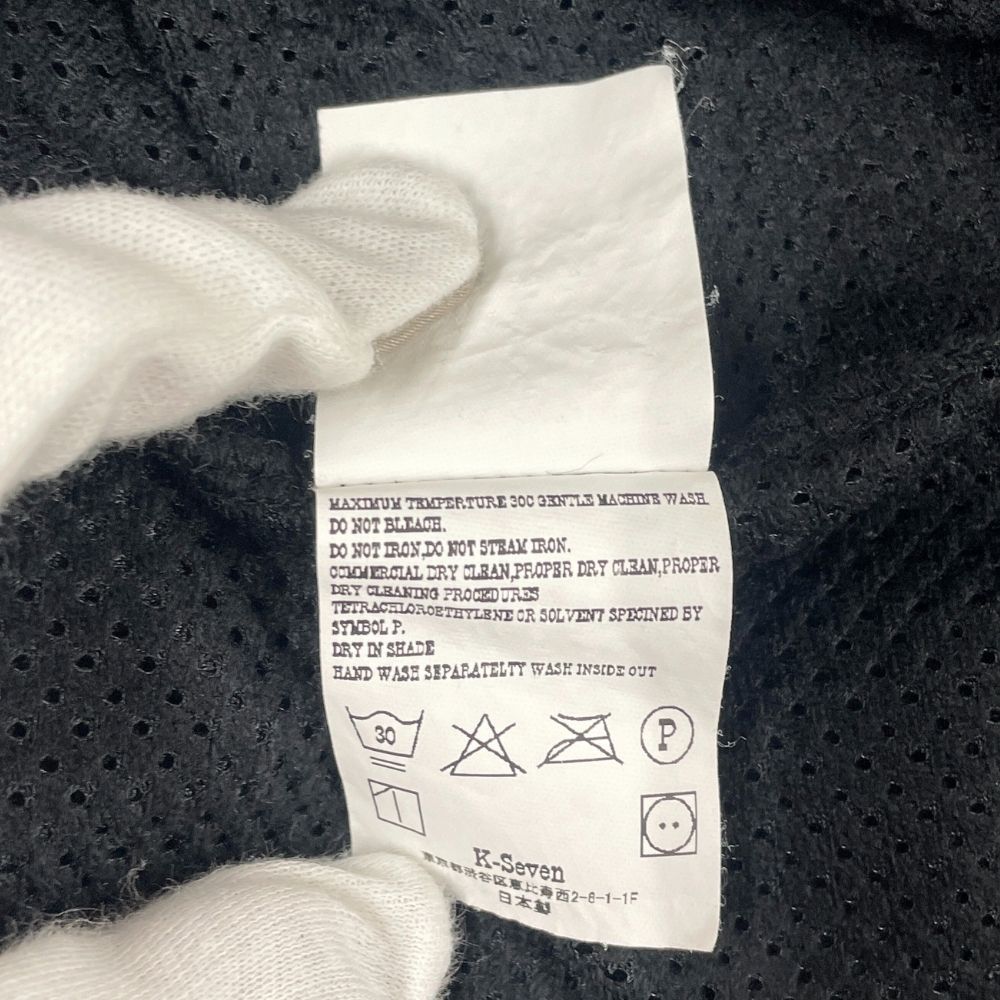 MAXIMUM TEMPERTURE 30C GENTLE MACHINE WASH.
DO NOT BLEACH.
DO NOT IRON,DO NOT STEAM IRON.
COMMERCIAL DRY CLEAN,PROPER DRY CLEAN,PROPER
DRY CLEANING PROCEDURES
TETRACHLOROETHYLENE OR SOLVENT SPECINED BY
SYMBOL P.
DRY IN SHADE
HAND WASH SEPARATELTY WASH INSIDE OUT
30
P
K-Seven
東京都渋谷区恵比寿西2-6-1-1F
日本製